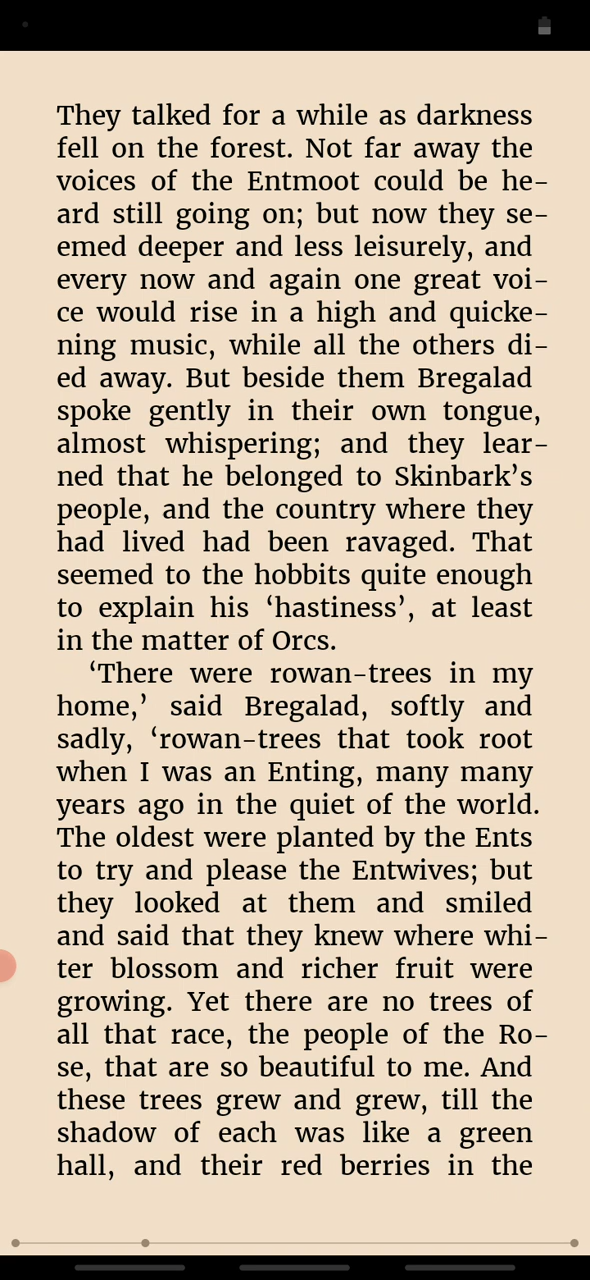 They talked for a while as darkness
fell on the forest. Not far away the
voices of the Entmoot could be he-
ard still going on; but now they se-
emed deeper and less leisurely, and
every now and again one great voi-
ce would rise in a high and quicke-
ning music, while all the others di-
ed away. But beside them Bregalad
spoke gently in their own tongue,
almost whispering; and they lear-
ned that he belonged to Skinbark’s
people, and the country where they
had lived had been ravaged. That
seemed to the hobbits quite enough
to explain his ‘hastiness’, at least
in the matter of Orcs.
‘There were rowan-trees in my
home,’ said Bregalad, softly and
sadly, ‘rowan-trees that took root
when I was an Enting, many many
years ago in the quiet of the world.
The oldest were planted by the Ents
to try and please the Entwives; but
they looked at them and smiled
and said that they knew where whi-
ter blossom and richer fruit were
growing. Yet there are no trees of
all that race, the people of the Ro-
se, that are so beautiful to me. And
these trees grew and grew, till the
shadow of each was like a green
hall, and their red berries in the